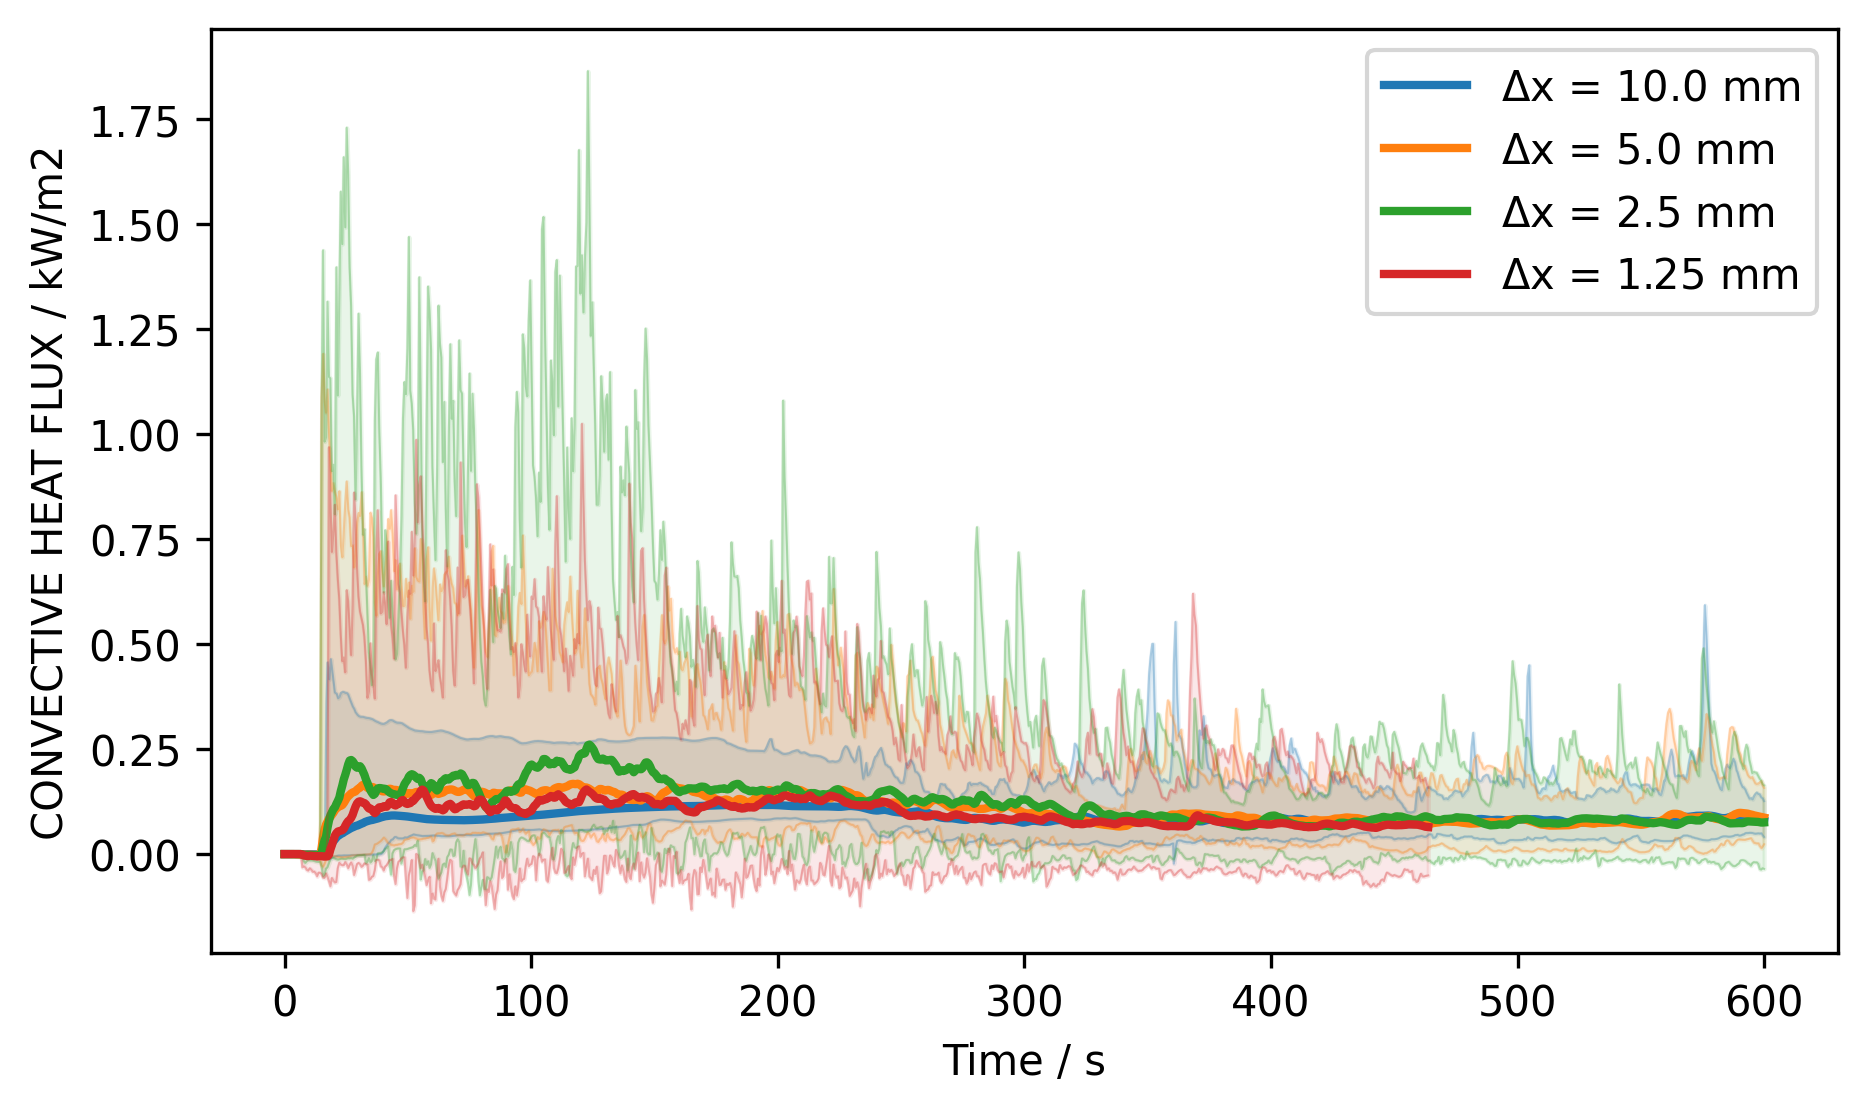 CONVECTIVE HEAT FLUX / kW/m2
1.75
1.50
1.25
1.00
0.75
0.50
0.25
0.00
0 100 200 300 400 500 600
Time / s
Δx = 10.0 mm
Δx = 5.0 mm
Δx = 2.5 mm
Δx = 1.25 mm